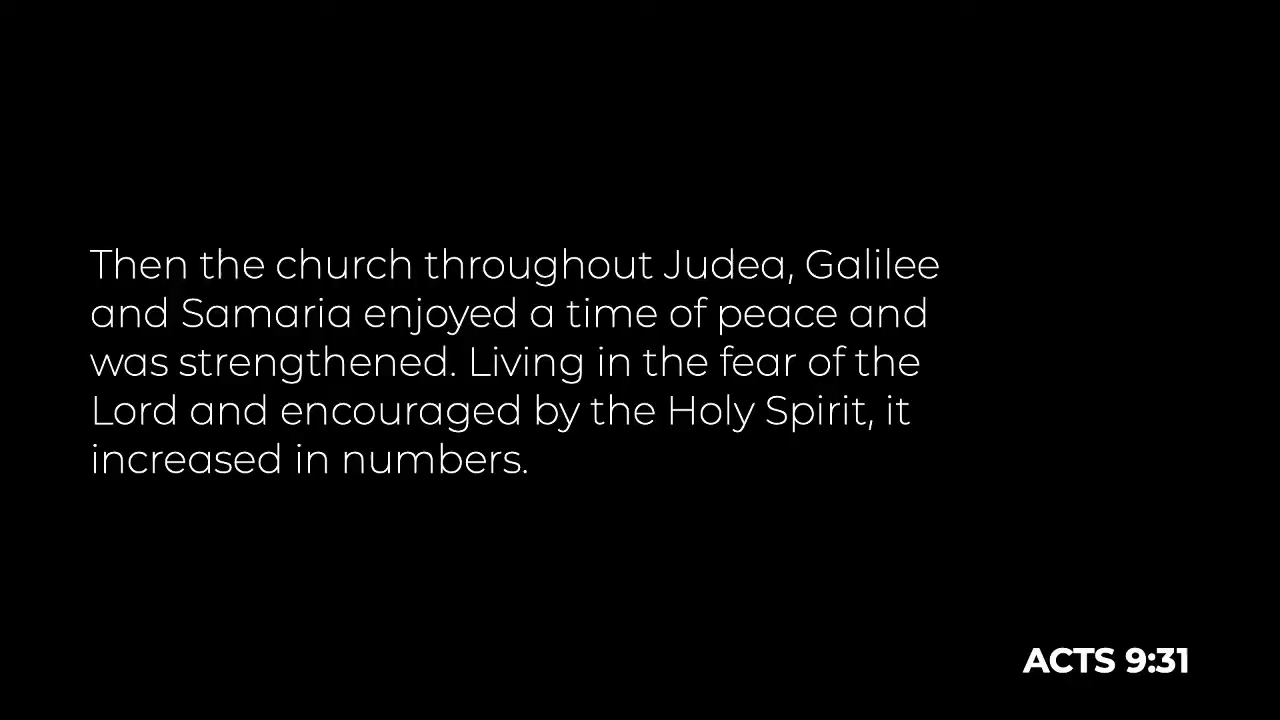 Then the church throughout Judea, Galilee
and Samaria enjoyed a time of peace and
was strengthened. Living in the fear of the
Lord and encouraged by the Holy Spirit, it
increased in numbers.
ACTS 9:31